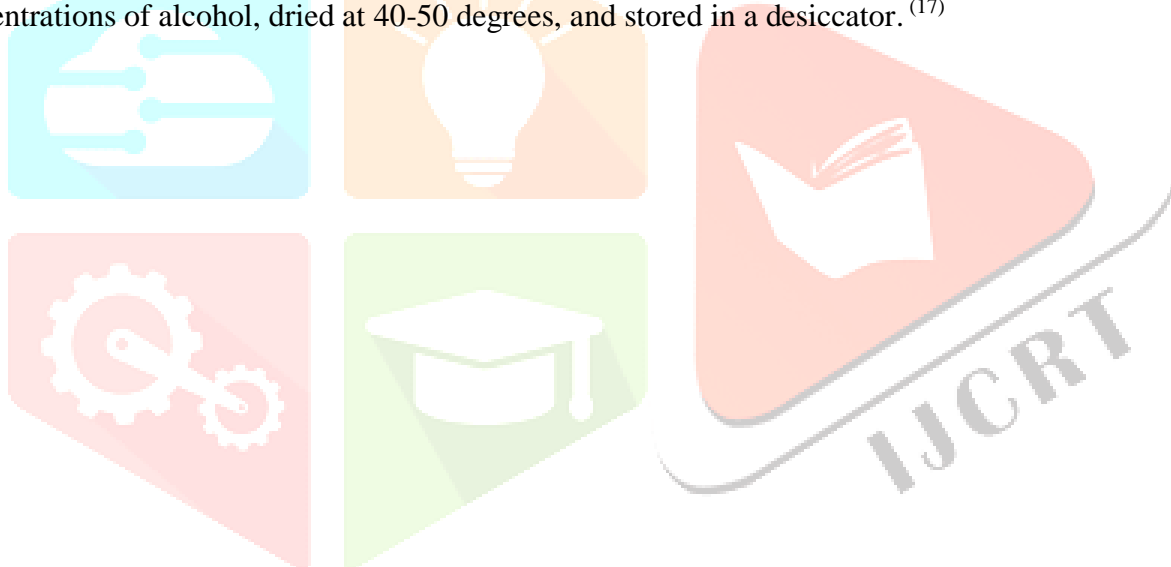 entrations of alcohol, dried at 40-50 degrees, and stored in a desiccator. (17)
IJCRT